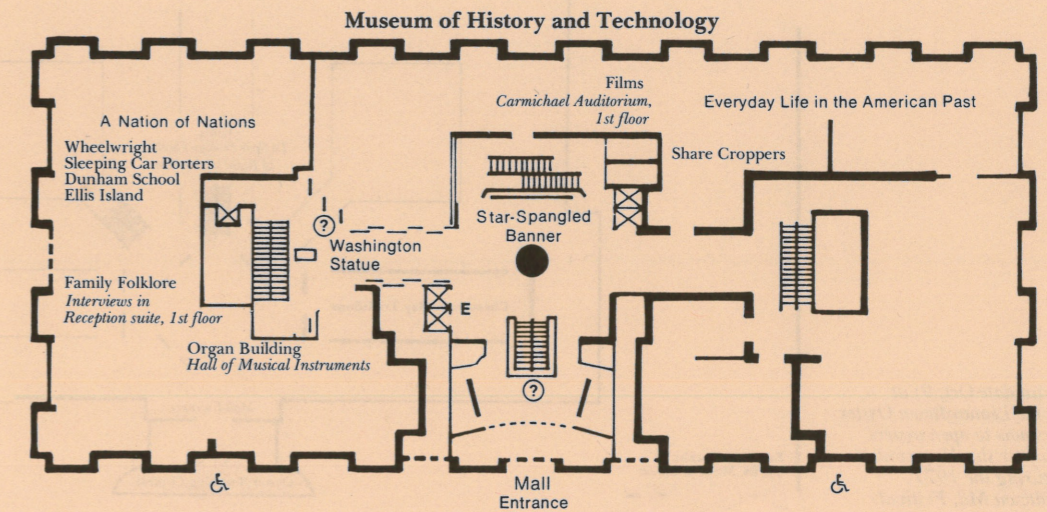 Museum of History and Technology
A Nation of Nations
Wheelwright
Sleeping Car Porters
Dunham School
Ellis Island
Films
Carmichael Auditorium,
1st floor
Everyday Life in the American Past
Share Croppers
Star-Spangled
Banner
?
Washington
Statue
Family Folklore
Interviews in
Reception suite, 1st floor
E
Organ Building
Hall of Musical Instruments
?
Mall
Entrance